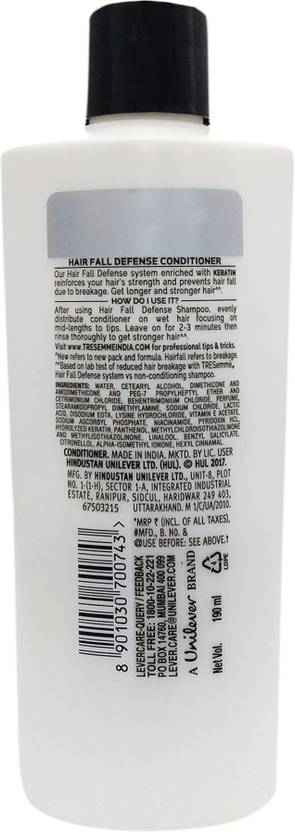 HAIR FALL DEFENSE CONDITIONER
Our Hair Fall Defense system enriched with KERATIN
reinforces your hair's strength and prevents hair fall
due to breakage. Get longer and stronger hair^^.
HOW DO I USE IT?
After using Hair Fall Defense Shampoo, evenly
distribute conditioner on wet hair focusing on
mid-lengths to tips. Leave on for 2-3 minutes then
rinse thoroughly to get stronger hair^^.
Visit www.TRESEMMEINDIA.COM for professional tips & tricks.
^New refers to new pack and formula. Hairfall refers to breakage.
^^Based on lab test of reduced hair breakage with TRESemmé,
Hair Fall Defense system vs non-conditioning shampoo.
INGREDIENTS: WATER, CETEARYL ALCOHOL, DIMETHICONE AND
AMODIMETHICONE AND PEG-7 PROPYLHEPTYL ETHER AND
CETRIMONIUM CHLORIDE, BEHENTRIMONIUM CHLORIDE, PERFUME,
STEARAMIDOPROPYL DIMETHYLAMINE, SODIUM CHLORIDE, LACTIC
ACID, DISODIUM EDTA, LYSINE HYDROCHLORIDE, VITAMIN E ACETATE,
SODIUM ASCORBYL PHOSPHATE, NIACINAMIDE, PYRIDOXIN HCL,
HYDROLYZED KERATIN, PANTHENOL, METHYLCHLOROISOTHIAZOLINONE
AND METHYLISOTHIAZOLINONE, LINALOOL, BENZYL SALICYLATE,
CITRONELLOL, ALPHA-ISOMETHYL IONONE, HEXYL CINNAMAL.
CONDITIONER. MADE IN INDIA, MKTD. BY LIC. USER
HINDUSTAN UNILEVER LTD. (HUL). © HUL 2017.
MFG. BY HINDUSTAN UNILEVER LTD., UNIT-8, PLOT
NO. 1-(1-H), SECTOR 1-A, INTEGRATED INDUSTRIAL
ESTATE, RANIPUR, SIDCUL, HARIDWAR 249 403,
67503215 UTTARAKHAND. M 1/C/UA/2010.
*MRP ₹ (INCL. OF ALL TAXES),
#MFD., B. No. &
@USE BEFORE: SEE ABOVE.↑
8 901030 700743
LEVERCARE-QUERY/FEEDBACK
TOLL FREE: 1800-10-22-221
PO BOX 14760, MUMBAI 400 099
LEVER.CARE@UNILEVER.COM
A Unilever BRAND
Net Vol. 190 ml
4
LDPE